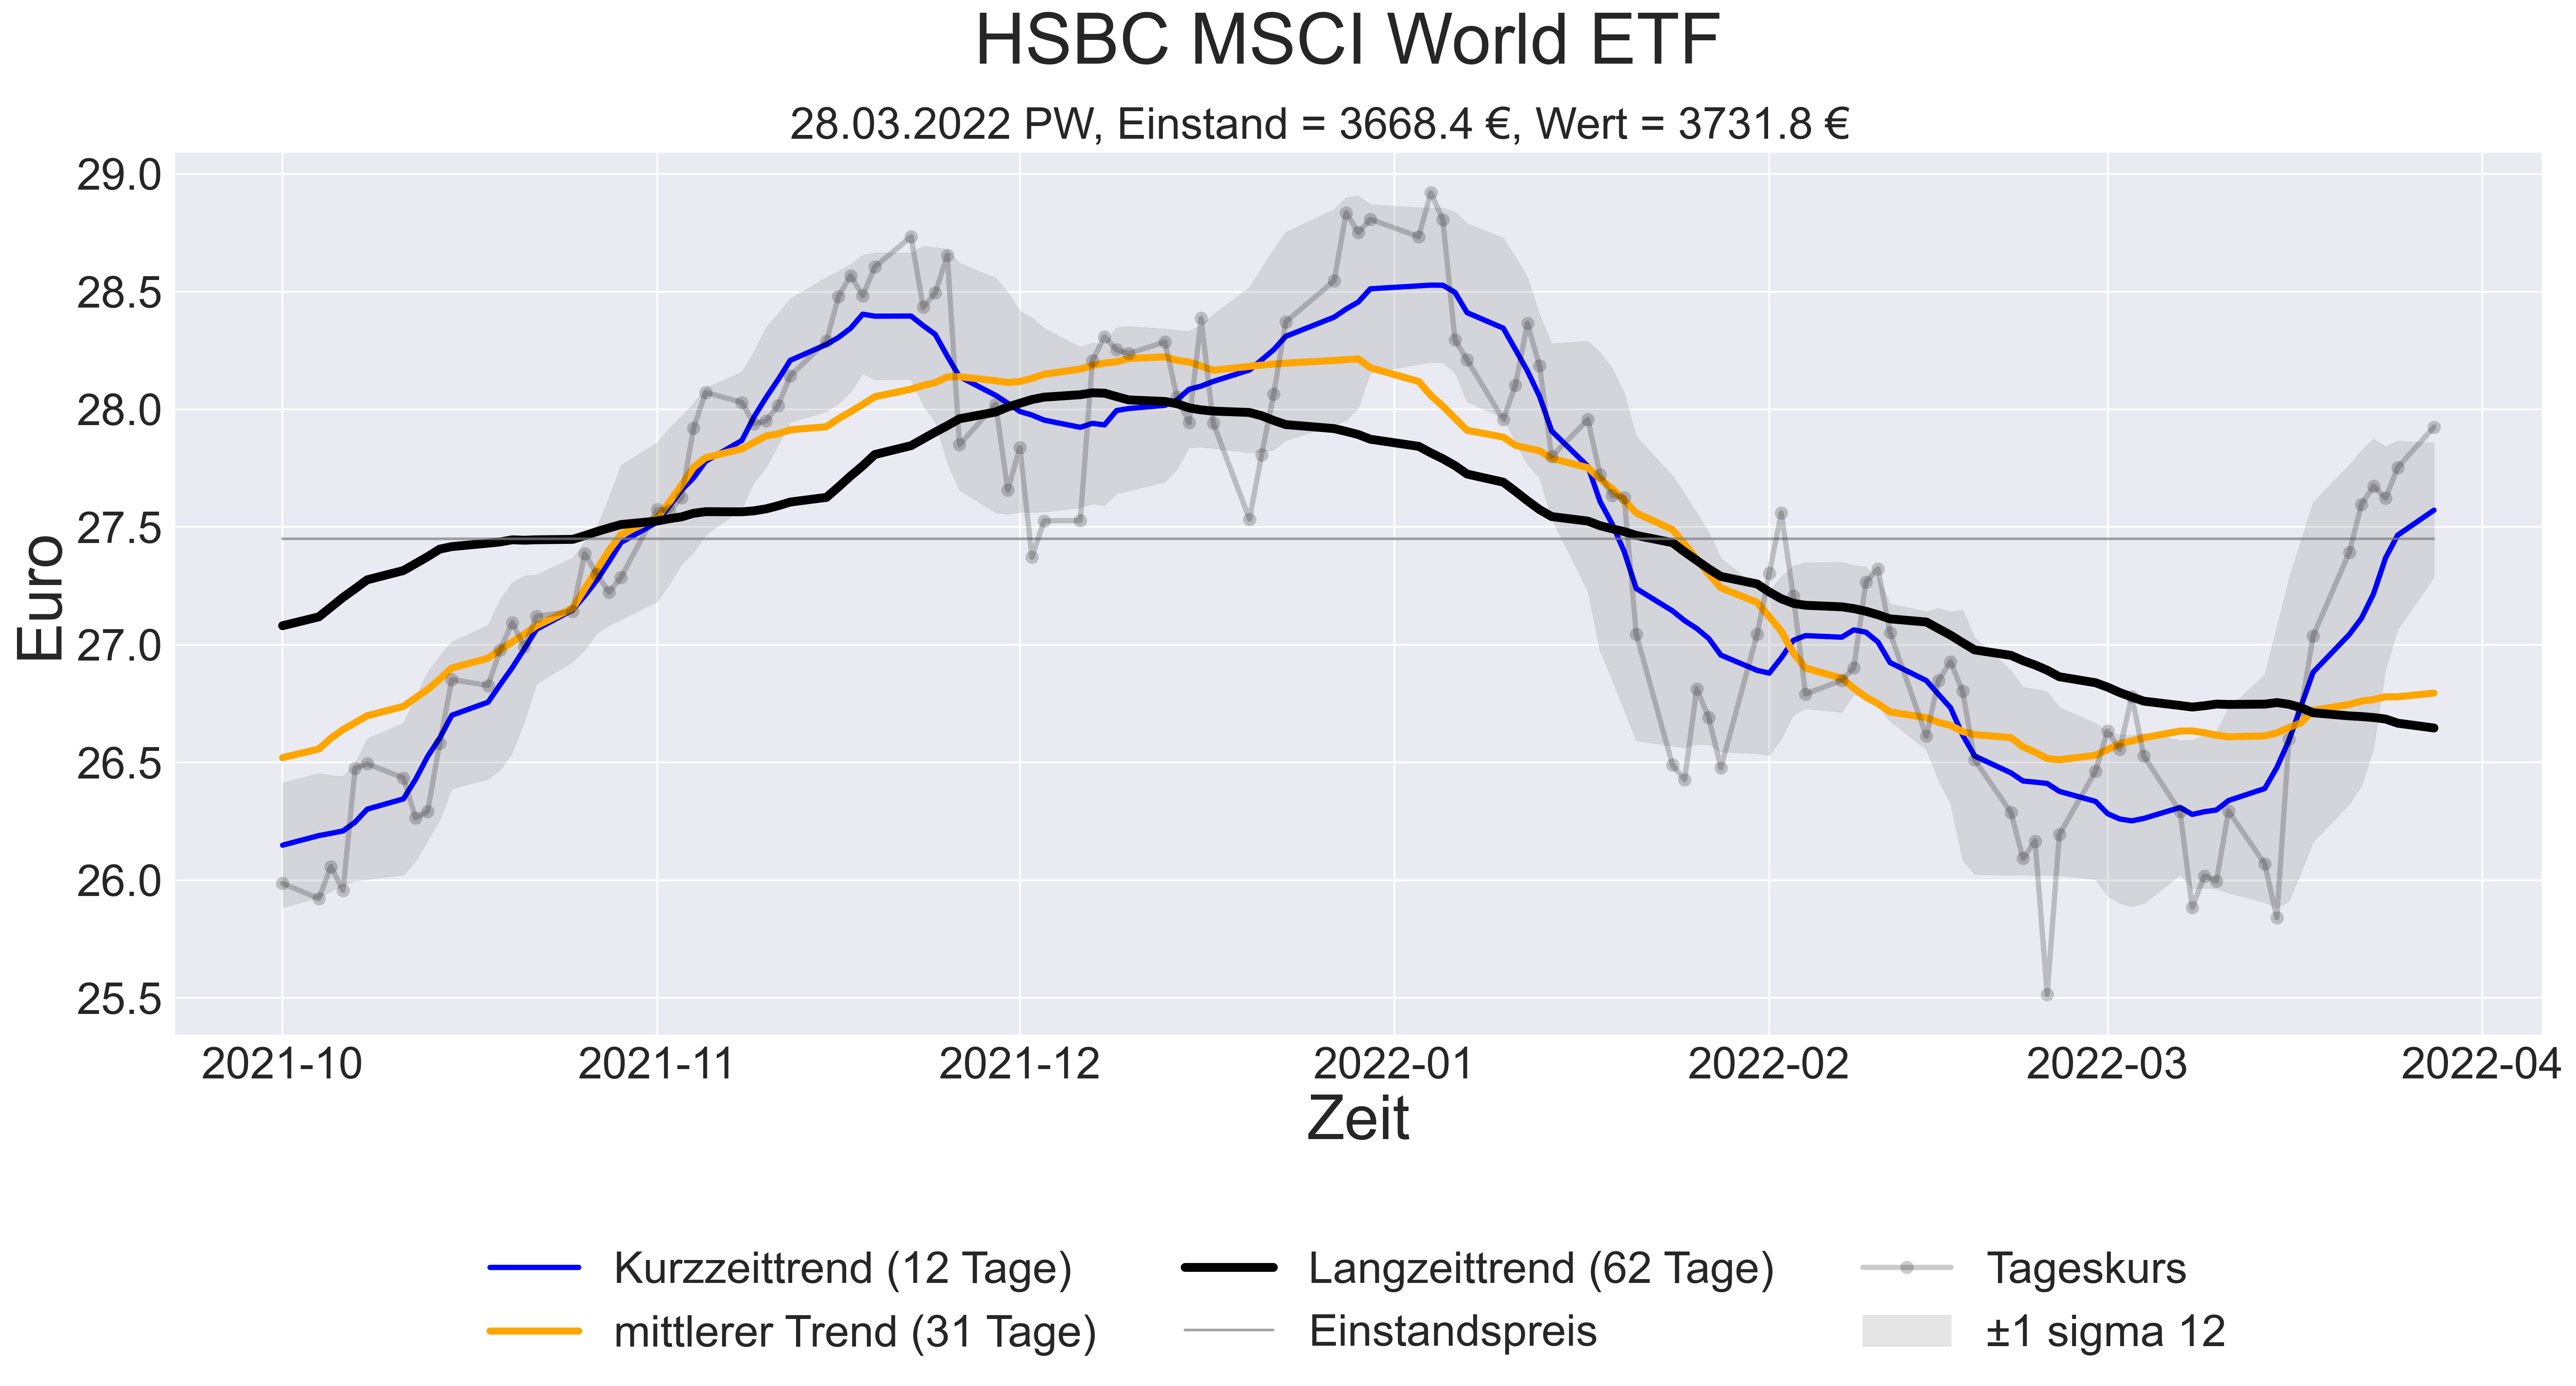 HSBC MSCI World ETF
28.03.2022 PW, Einstand = 3668.4 €, Wert = 3731.8 €
29.0
28.5
28.0
27.5
27.0
26.5
26.0
25.5
Euro
2021-10 2021-11 2021-12 2022-01 2022-02 2022-03 2022-04
Zeit
Kurzzeittrend (12 Tage) Langzeittrend (62 Tage) Tageskurs
mittlerer Trend (31 Tage) Einstandspreis ±1 sigma 12